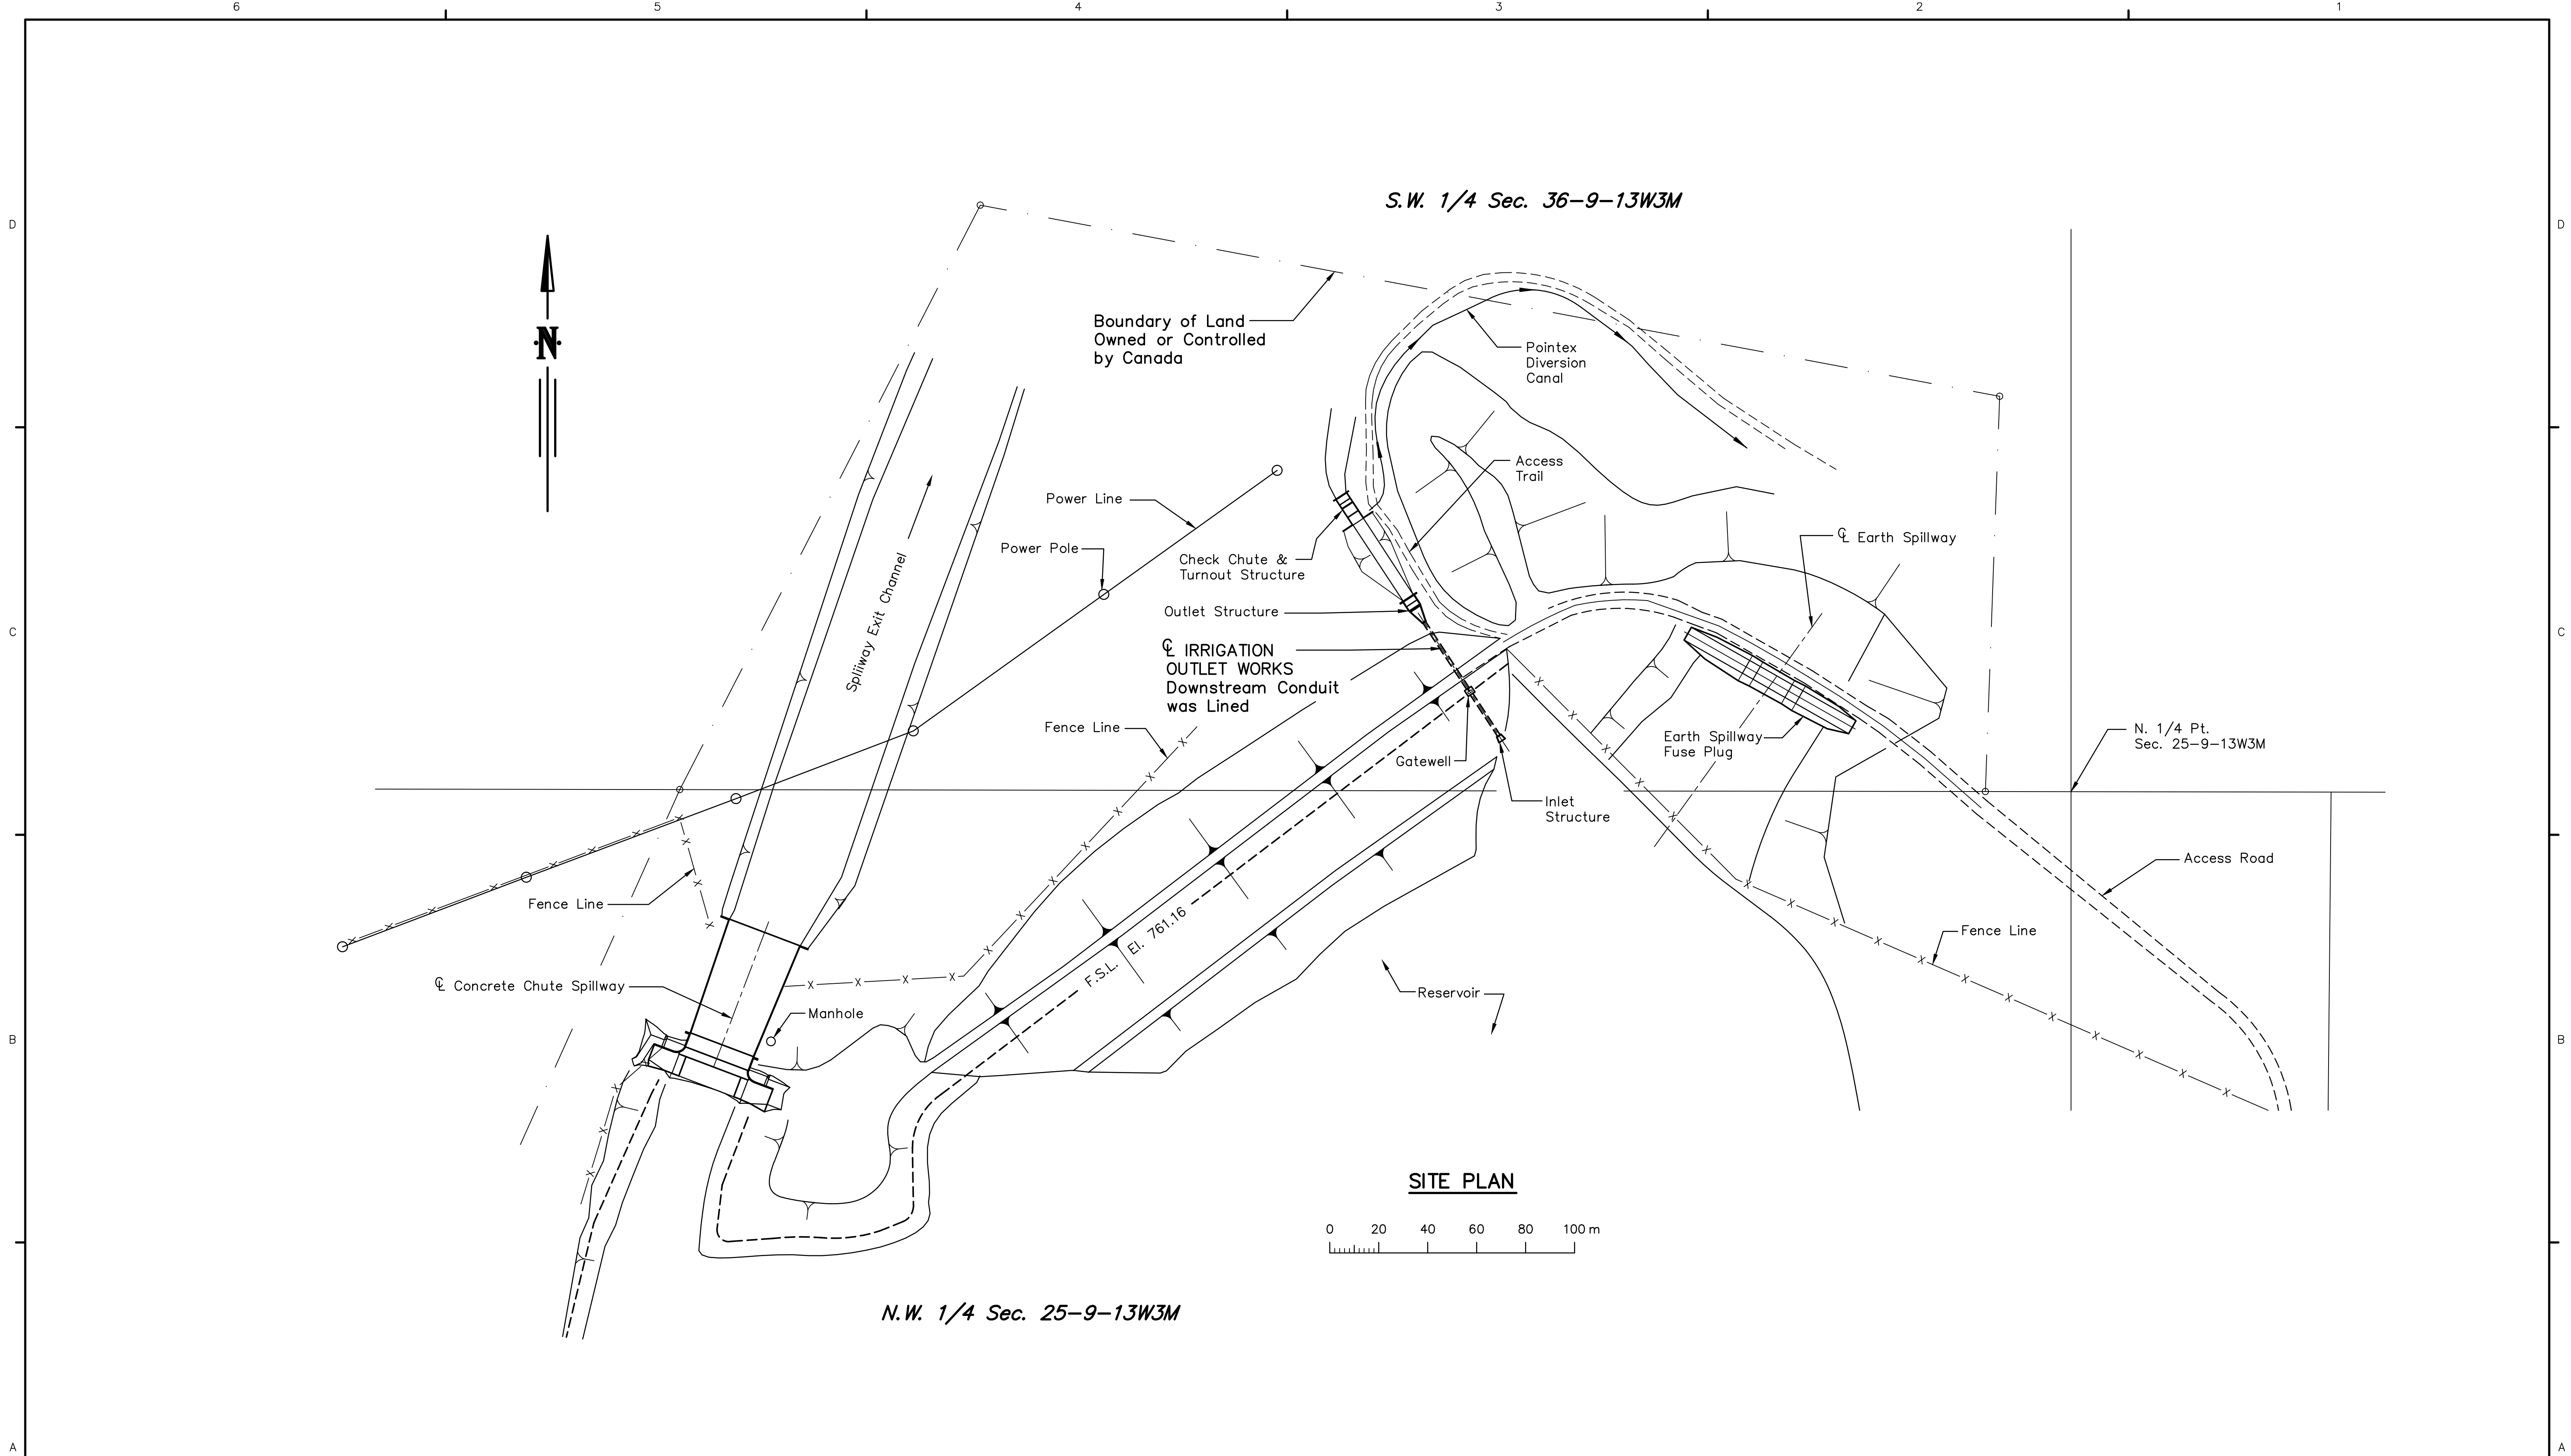 6 5 4 3 2 1
S.W. 1/4 Sec. 36-9-13W3M
D D
Boundary of Land
Owned or Controlled
by Canada
N
Pointex
Diversion
Canal
Access
Trail
Power Line
Power Pole
℄ Earth Spillway
Check Chute &
Turnout Structure
Spillway Exit Channel
Outlet Structure
C C
℄ IRRIGATION
OUTLET WORKS
Downstream Conduit
was Lined
Fence Line
Earth Spillway
Fuse Plug
N. 1/4 Pt.
Sec. 25-9-13W3M
Gatewell
Inlet
Structure
Access Road
Fence Line
F.S.L. El. 761.16
Fence Line
℄ Concrete Chute Spillway
Reservoir
Manhole
B B
SITE PLAN
0 20 40 60 80 100 m
N.W. 1/4 Sec. 25-9-13W3M
A A